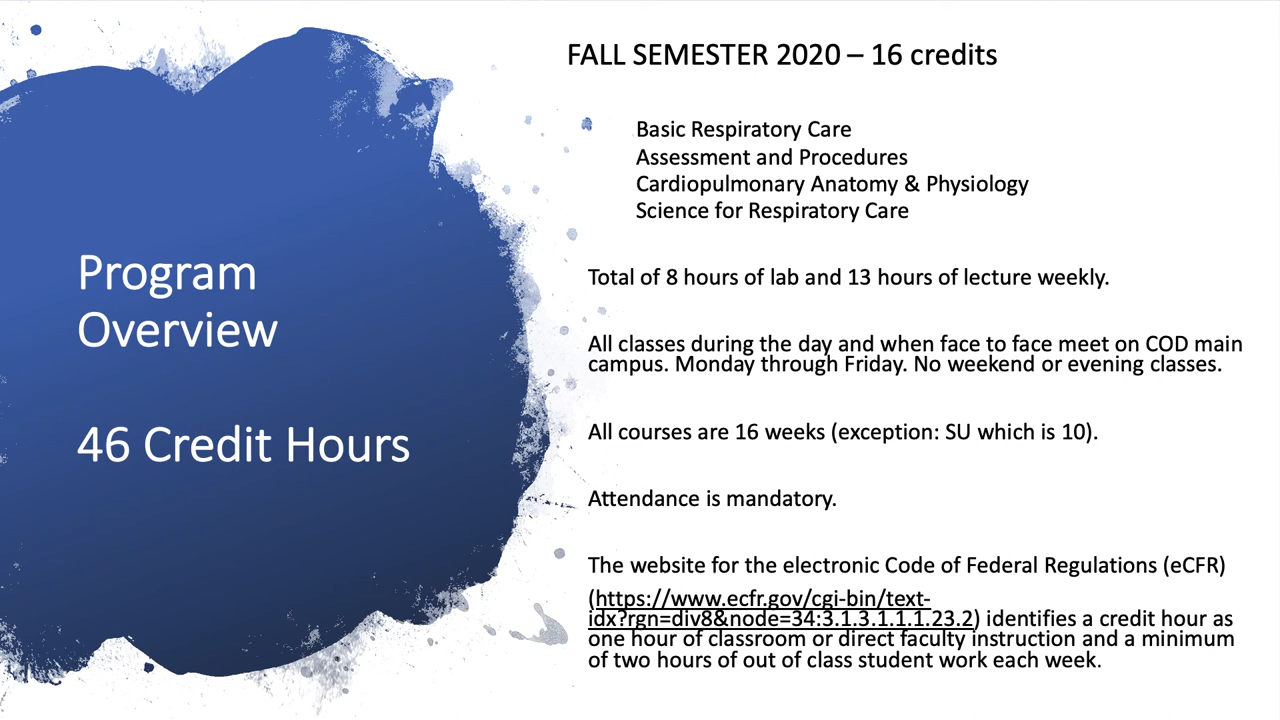 Program
Overview
46 Credit Hours
FALL SEMESTER 2020 – 16 credits
Basic Respiratory Care
Assessment and Procedures
Cardiopulmonary Anatomy & Physiology
Science for Respiratory Care
Total of 8 hours of lab and 13 hours of lecture weekly.
All classes during the day and when face to face meet on COD main
campus. Monday through Friday. No weekend or evening classes.
All courses are 16 weeks (exception: SU which is 10).
Attendance is mandatory.
The website for the electronic Code of Federal Regulations (eCFR)
(https://www.ecfr.gov/cgi-bin/text-
idx?rgn=div8&node=34:3.1.3.1.1.1.23.2) identifies a credit hour as
one hour of classroom or direct faculty instruction and a minimum
of two hours of out of class student work each week.